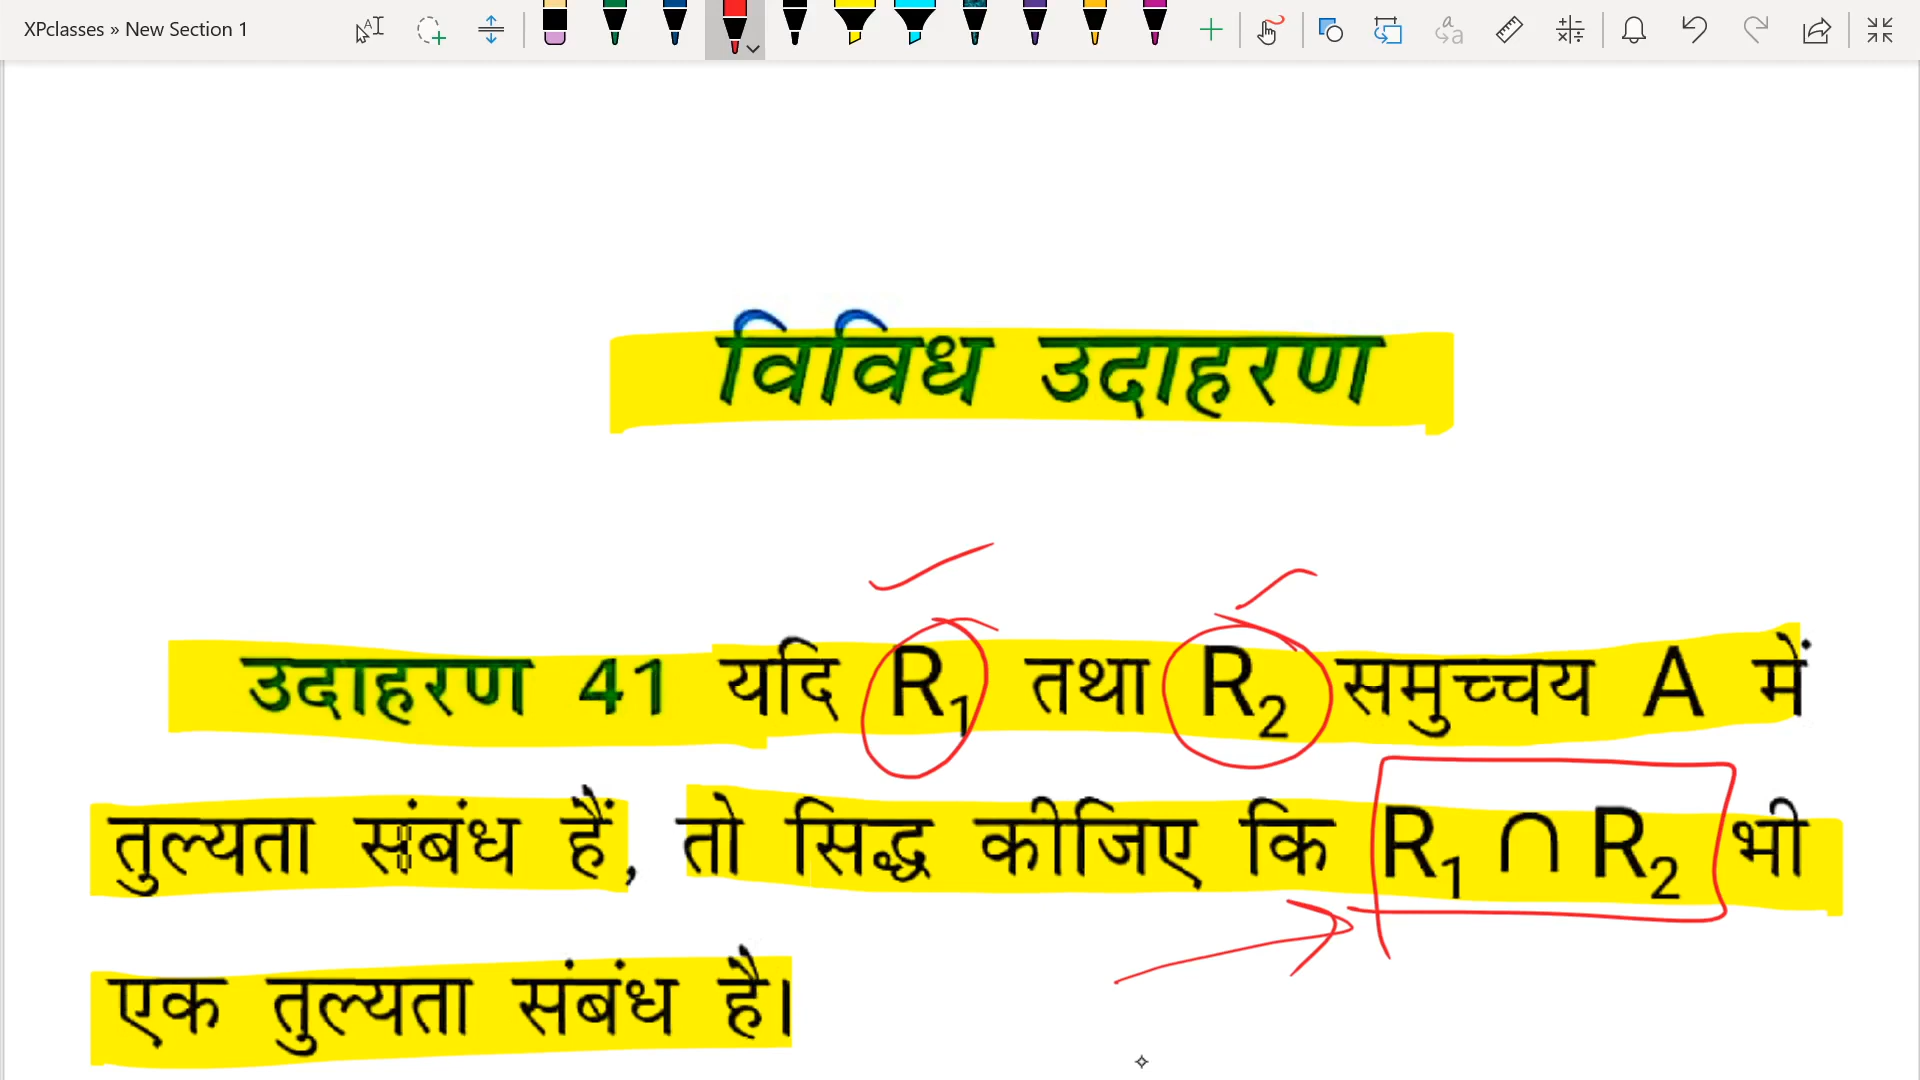 XPclasses » New Section 1
विविध उदाहरण
उदाहरण 41 यदि R₁ तथा R₂ समुच्चय A में
तुल्यता संबंध हैं, तो सिद्ध कीजिए कि R₁ ∩ R₂ भी
एक तुल्यता संबंध है।